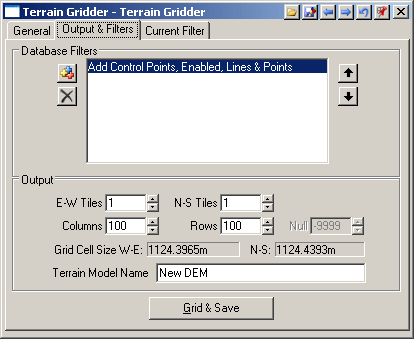 Terrain Gridder - Terrain Gridder
General Output & Filters Current Filter
Database Filters
Add Control Points, Enabled, Lines & Points
Output
E-W Tiles 1 N-S Tiles 1
Columns 100 Rows 100 Null -9999
Grid Cell Size W-E: 1124.3965m N-S: 1124.4393m
Terrain Model Name New DEM
Grid & Save